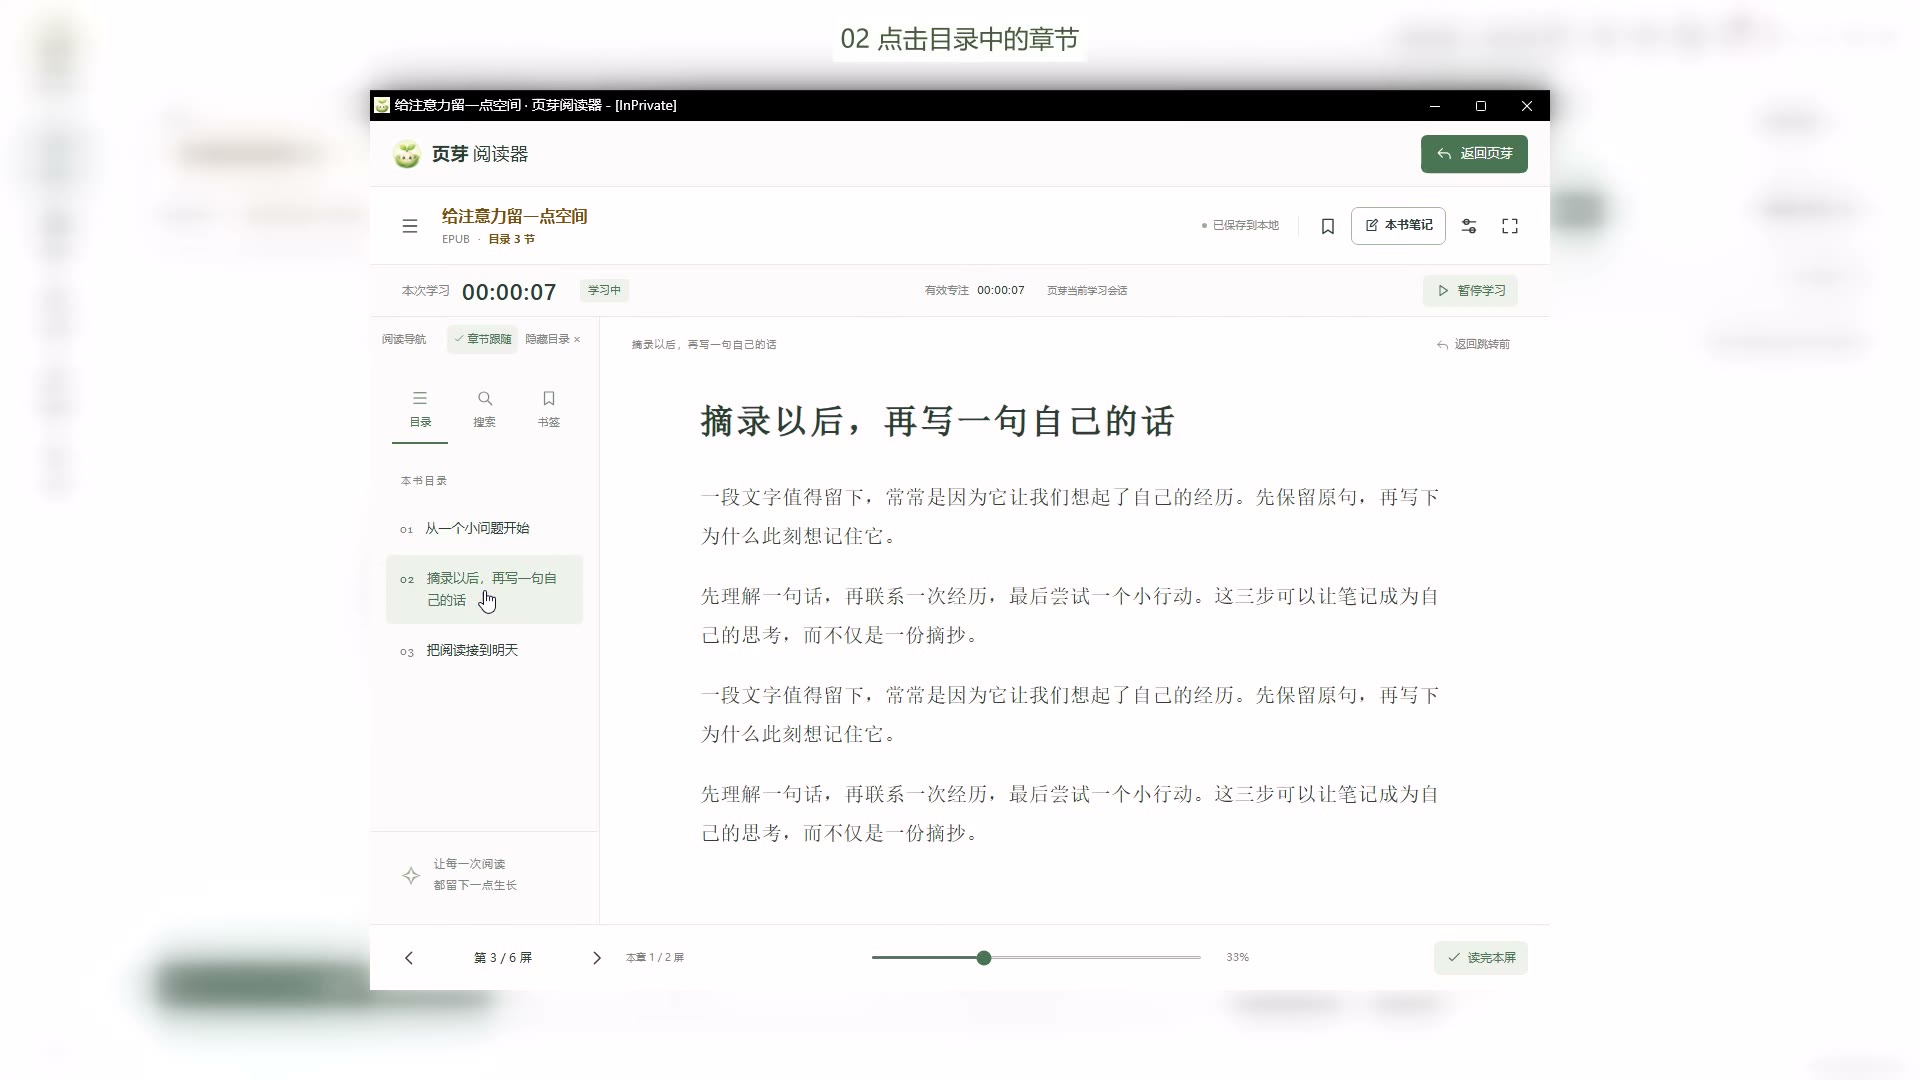 02 点击目录中的章节
给注意力留一点空间 · 页芽阅读器 - [InPrivate]
页芽 阅读器
返回页芽
给注意力留一点空间
EPUB · 目录 3 节
已保存到本地
本书笔记
本次学习 00:00:07 学习中
有效专注 00:00:07 页芽当前学习会话
暂停学习
阅读导航 章节跟随 隐藏目录 ×
目录 搜索 书签
本书目录
01 从一个小问题开始
02 摘录以后，再写一句自
己的话
03 把阅读接到明天
让每一次阅读
都留下一点生长
摘录以后，再写一句自己的话
返回跳转前
摘录以后，再写一句自己的话
一段文字值得留下，常常是因为它让我们想起了自己的经历。先保留原句，再写下
为什么此刻想记住它。
先理解一句话，再联系一次经历，最后尝试一个小行动。这三步可以让笔记成为自
己的思考，而不仅是一份摘抄。
一段文字值得留下，常常是因为它让我们想起了自己的经历。先保留原句，再写下
为什么此刻想记住它。
先理解一句话，再联系一次经历，最后尝试一个小行动。这三步可以让笔记成为自
己的思考，而不仅是一份摘抄。
第 3 / 6 屏
本章 1 / 2 屏
33%
读完本屏